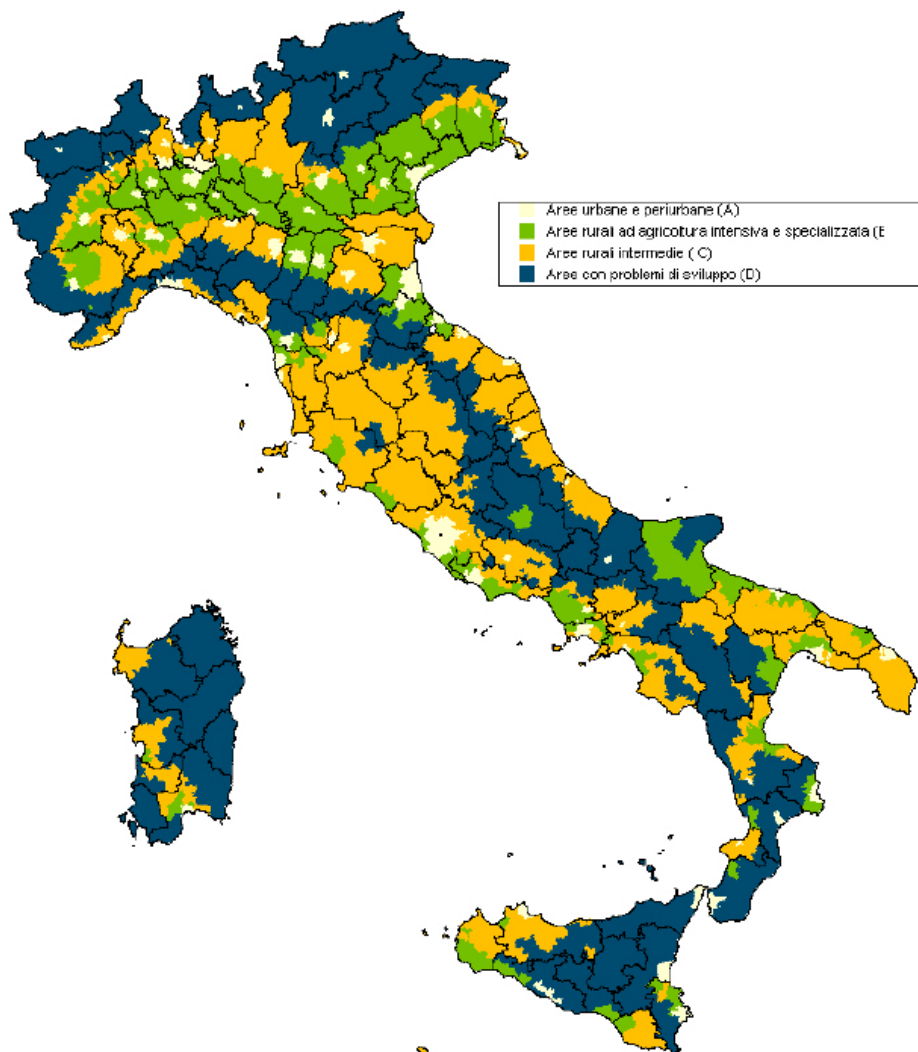 Aree urbane e periurbane (A)
Aree rurali ad agricoltura intensiva e specializzata (E
Aree rurali intermedie (C)
Aree con problemi di sviluppo (D)